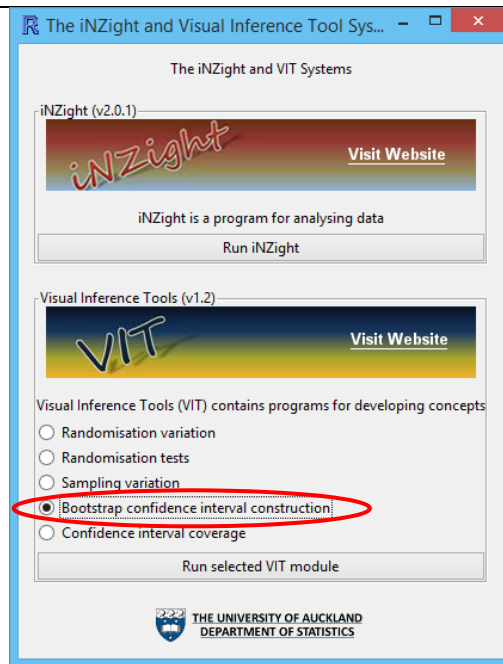 The iNZight and Visual Inference Tool Sys...
The iNZight and VIT Systems
iNZight (v2.0.1)
iNZight
Visit Website
iNZight is a program for analysing data
Run iNZight
Visual Inference Tools (v1.2)
VIT
Visit Website
Visual Inference Tools (VIT) contains programs for developing concepts
Randomisation variation
Randomisation tests
Sampling variation
Bootstrap confidence interval construction
Confidence interval coverage
Run selected VIT module
THE UNIVERSITY OF AUCKLAND
DEPARTMENT OF STATISTICS